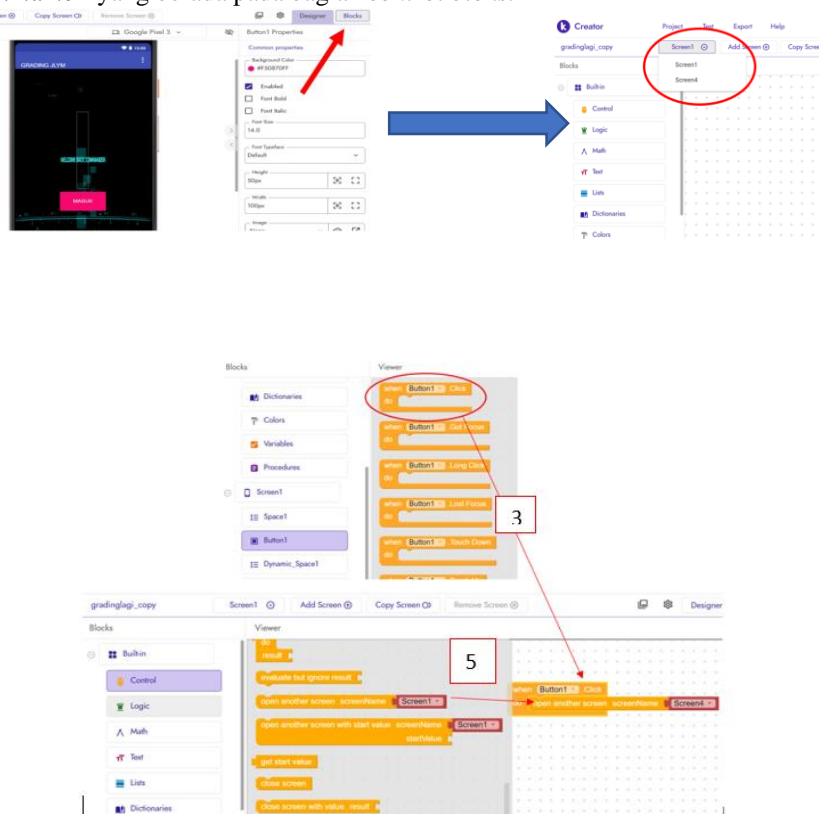 Copy Screen
Remove Screen
Designer
Blocks
Google Pixel 3
Button1 Properties
Common properties
GRADING JLYM
Background Color
#F50870FF
Enabled
Font Bold
Font Italic
Font Size
14.0
Font Typeface
Default
Height
50px
Width
100px
Image
MASUK
Creator
Project
Test
Export
Help
gradinglagi_copy
Screen1
Add Screen
Blocks
Screen1
Screen4
Built-in
Control
Logic
Math
Text
Lists
Dictionaries
Colors
Blocks
Viewer
Dictionaries
Colors
Variables
Procedures
Screen1
Space1
Button1
Dynamic_Space1
when Button1 .Click
do
when Button1 .Got Focus
do
when Button1 .Long Click
do
when Button1 .Lost Focus
do
when Button1 .Touch Down
do
3
gradinglagi_copy
Screen1
Add Screen
Copy Screen
Remove Screen
Designer
Blocks
Viewer
Built-in
Control
Logic
Math
Text
Lists
Dictionaries
do
result
evaluate but ignore result
open another screen screenName Screen1
open another screen with start value screenName Screen1
startValue
get start value
close screen
close screen with value result
5
when Button1 .Click
do open another screen screenName Screen4